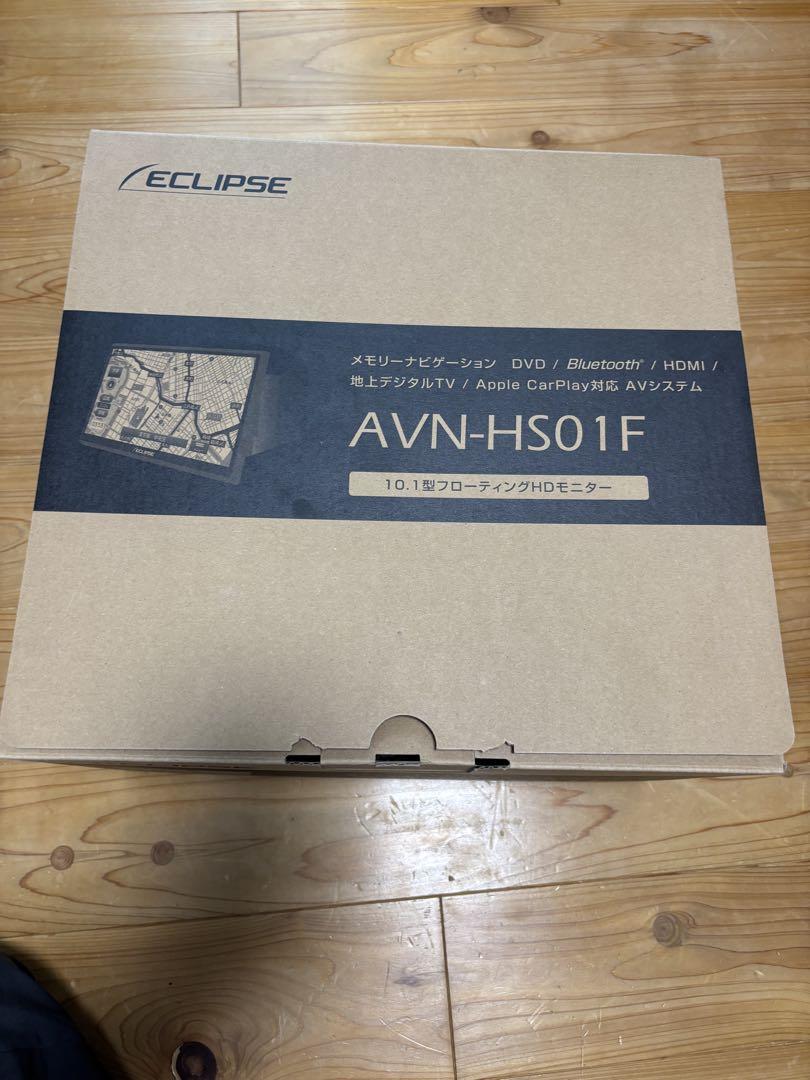 ECLIPSE
メモリーナビゲーション DVD / Bluetooth® / HDMI /
地上デジタルTV / Apple CarPlay対応 AVシステム
AVN-HS01F
10.1型フローティングHDモニター
ECLIPSE